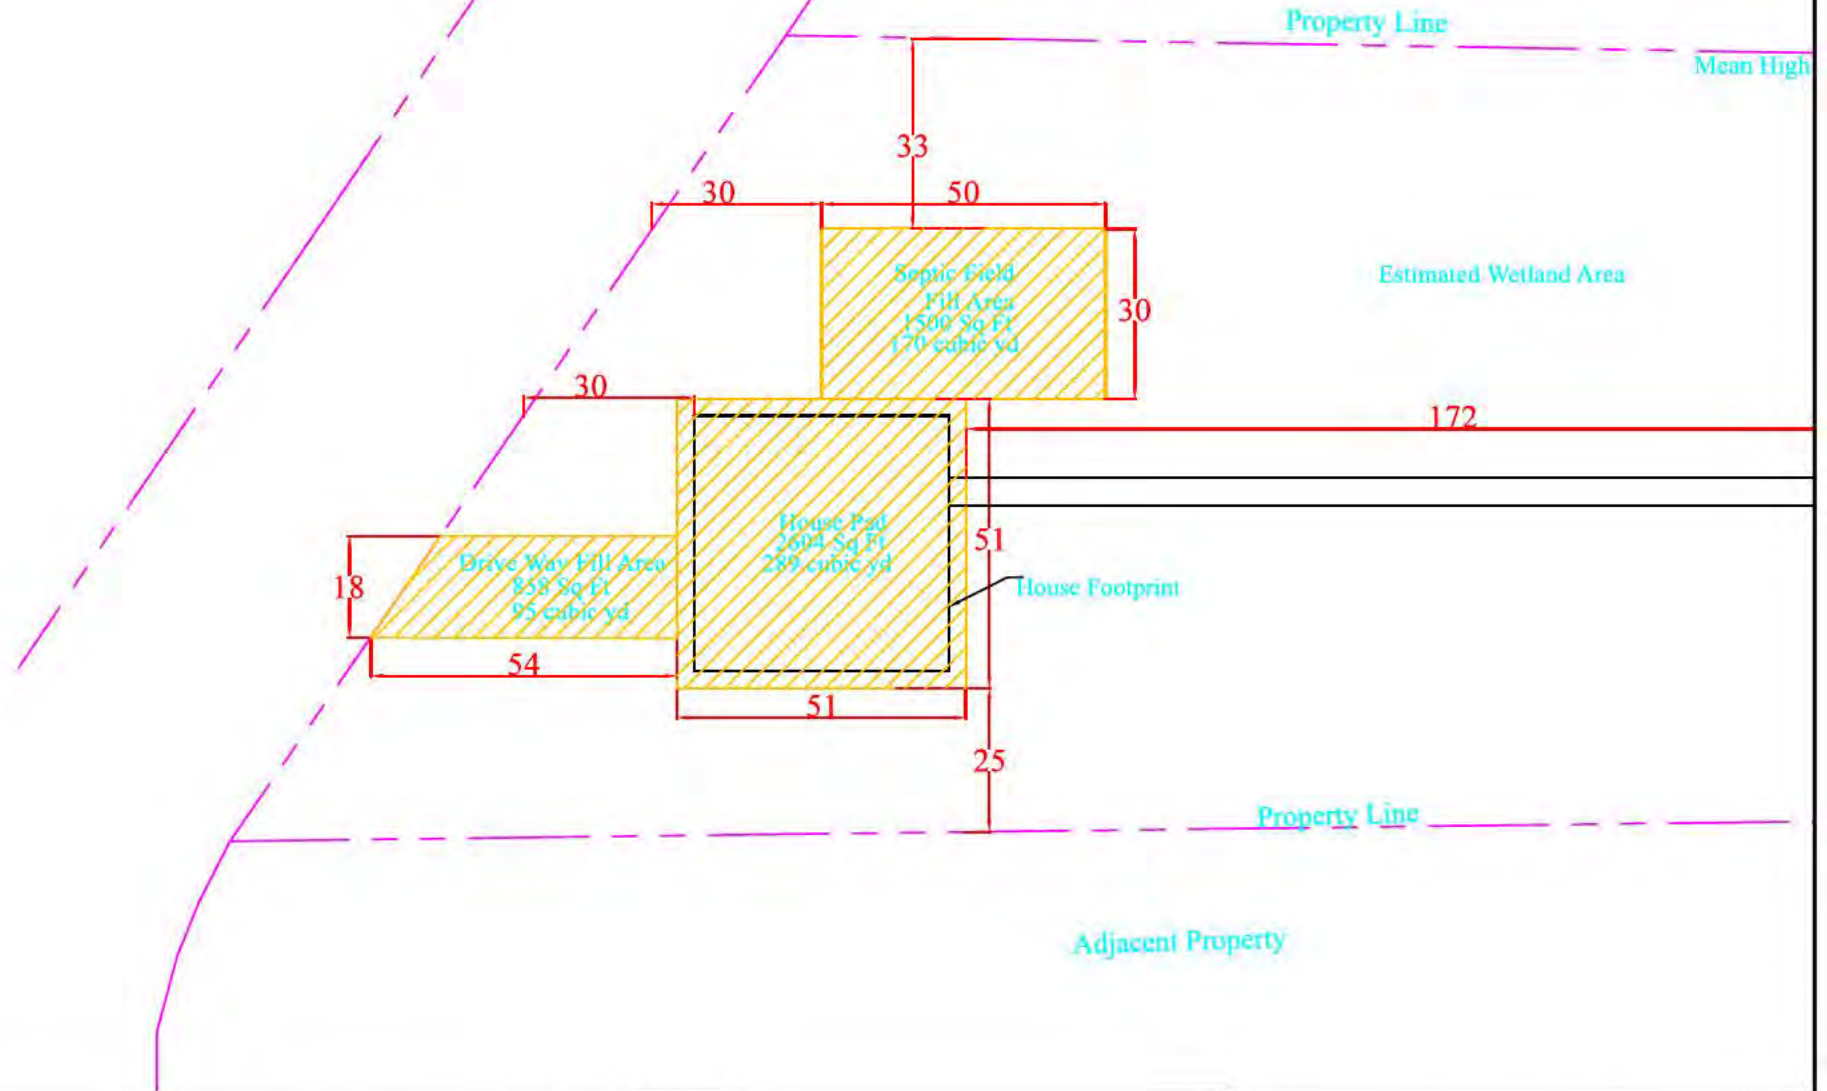 Property Line
Mean High
33
30
50
Septic Field
Fill Area
1500 Sq Ft
170 cubic yd
30
Estimated Wetland Area
30
172
House Pad
2604 Sq Ft
289 cubic yd
51
Drive Way Fill Area
858 Sq Ft
95 cubic yd
18
House Footprint
54
51
25
Property Line
Adjacent Property